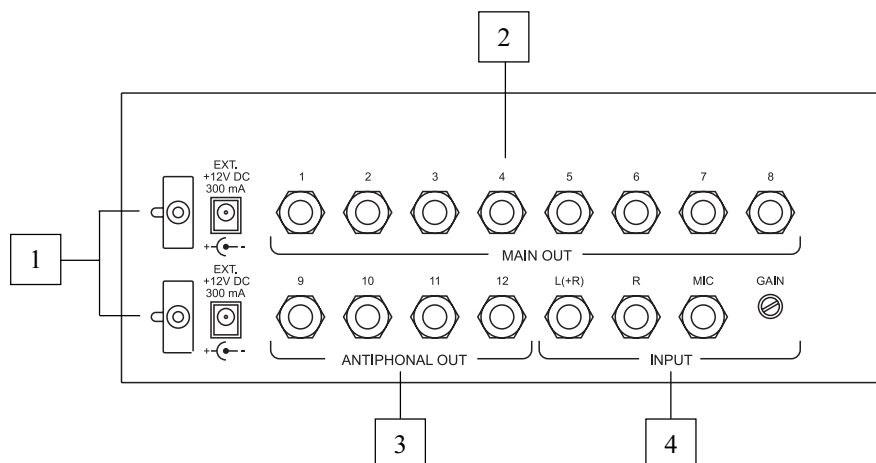 2
EXT.
+12V DC
300 mA
1 2 3 4 5 6 7 8
+ -
MAIN OUT
1
EXT.
+12V DC
300 mA
9 10 11 12 L(+R) R MIC GAIN
+ -
ANTIPHONAL OUT INPUT
3 4